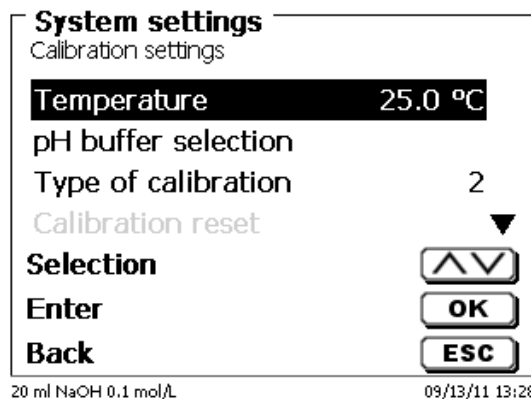 System settings
Calibration settings
Temperature 25.0 ºC
pH buffer selection
Type of calibration 2
Calibration reset
Selection
Enter OK
Back ESC
20 ml NaOH 0.1 mol/L 09/13/11 13:28